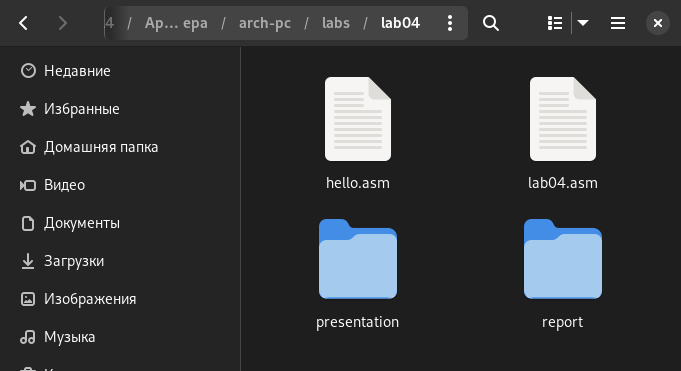 4 / Ap... epa / arch-pc / labs / lab04
Недавние
Избранные
Домашняя папка
Видео
Документы
Загрузки
Изображения
Музыка
hello.asm
lab04.asm
presentation
report